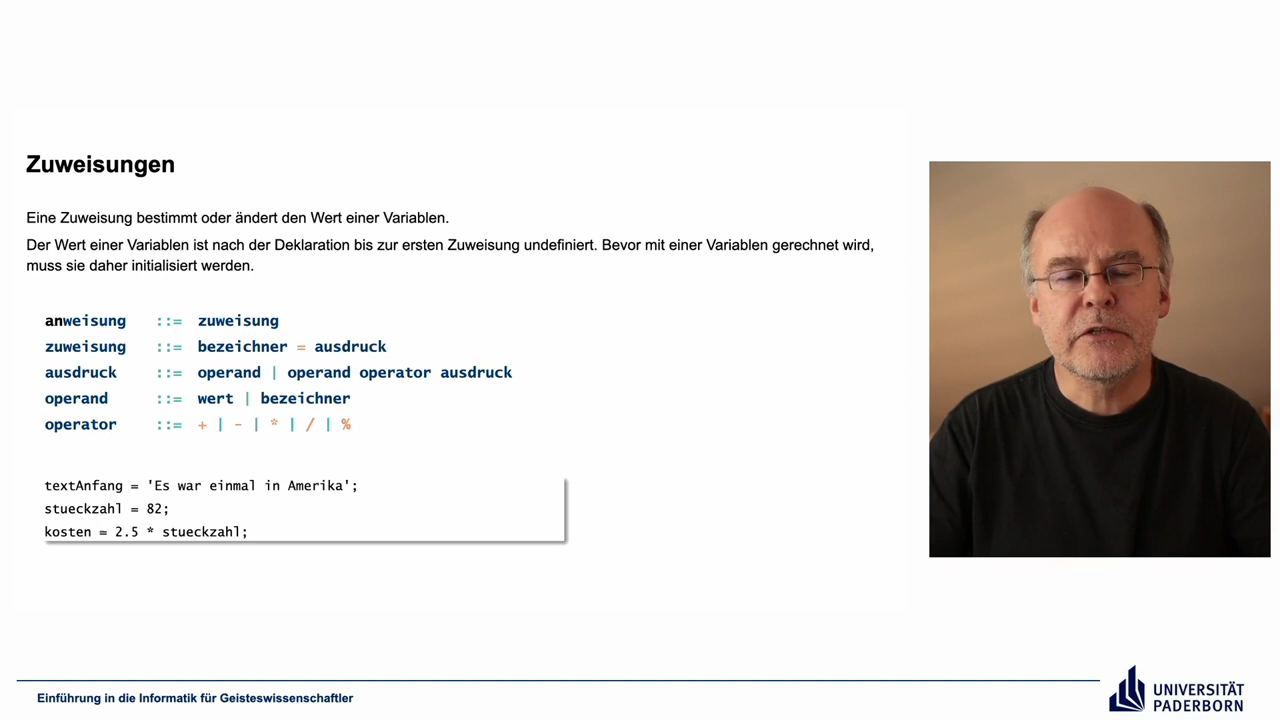 Zuweisungen
Eine Zuweisung bestimmt oder ändert den Wert einer Variablen.
Der Wert einer Variablen ist nach der Deklaration bis zur ersten Zuweisung undefiniert. Bevor mit einer Variablen gerechnet wird,
muss sie daher initialisiert werden.
anweisung ::= zuweisung
zuweisung ::= bezeichner = ausdruck
ausdruck ::= operand | operand operator ausdruck
operand ::= wert | bezeichner
operator ::= + | - | * | / | %
textAnfang = 'Es war einmal in Amerika';
stueckzahl = 82;
kosten = 2.5 * stueckzahl;
Einführung in die Informatik für Geisteswissenschaftler
UNIVERSITÄT
PADERBORN